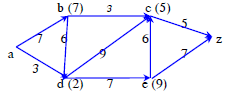 b (7) 3 c (5)
5
7 6 6 z
a 9
3 7
d (2) 7 e (9)